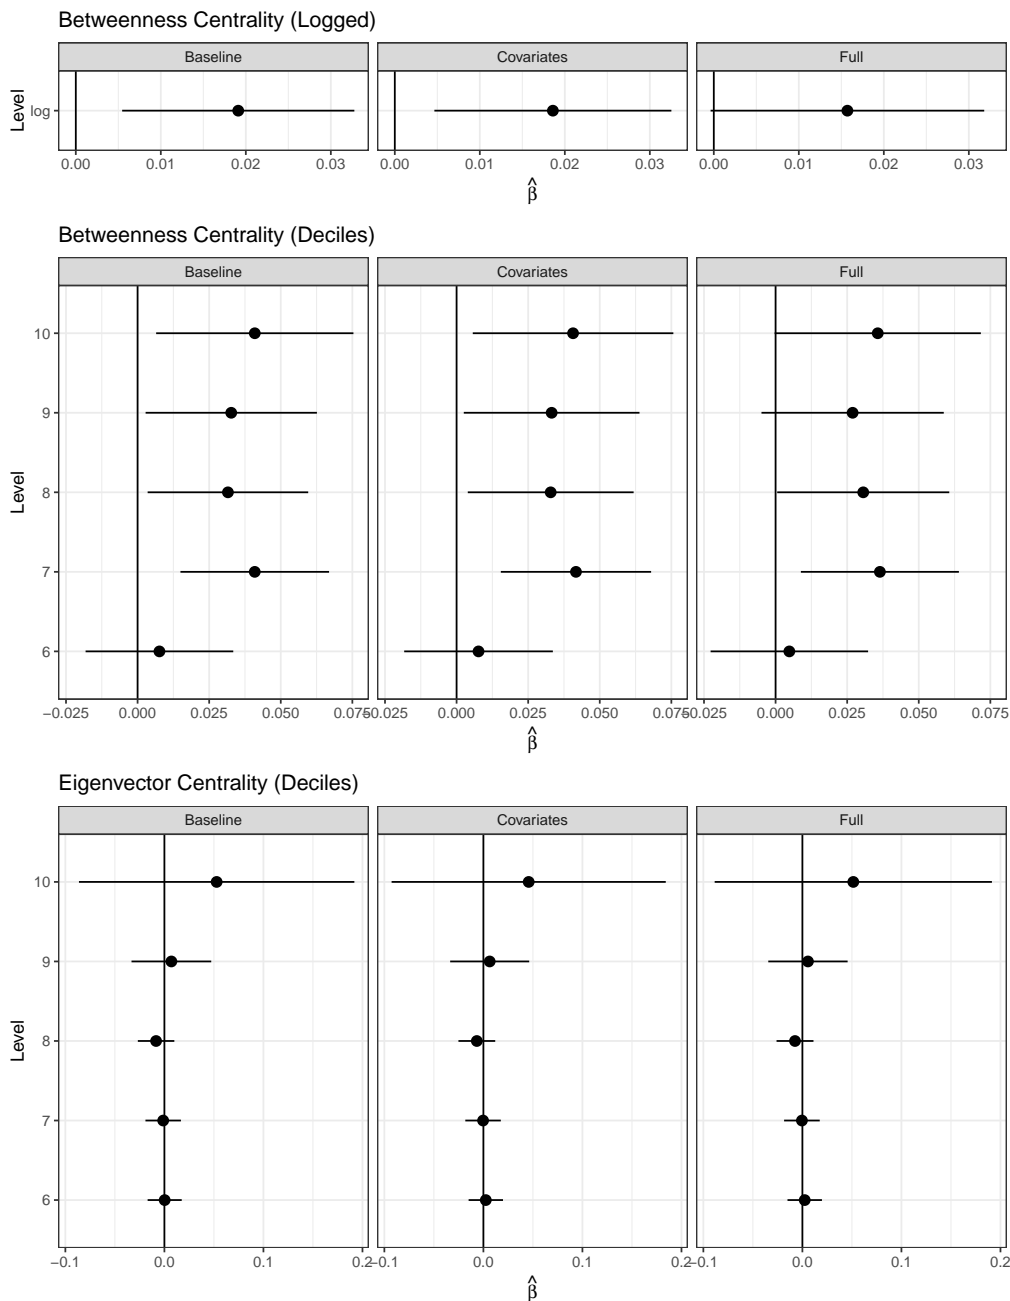 Betweenness Centrality (Logged)
Baseline Covariates Full
Level
log
0.00 0.01 0.02 0.03 0.00 0.01 0.02 0.03 0.00 0.01 0.02 0.03
β̂
Betweenness Centrality (Deciles)
Baseline Covariates Full
Level
10
9
8
7
6
−0.025 0.000 0.025 0.050 0.075 −0.025 0.000 0.025 0.050 0.075 −0.025 0.000 0.025 0.050 0.075
β̂
Eigenvector Centrality (Deciles)
Baseline Covariates Full
Level
10
9
8
7
6
−0.1 0.0 0.1 0.2 −0.1 0.0 0.1 0.2 −0.1 0.0 0.1 0.2
β̂